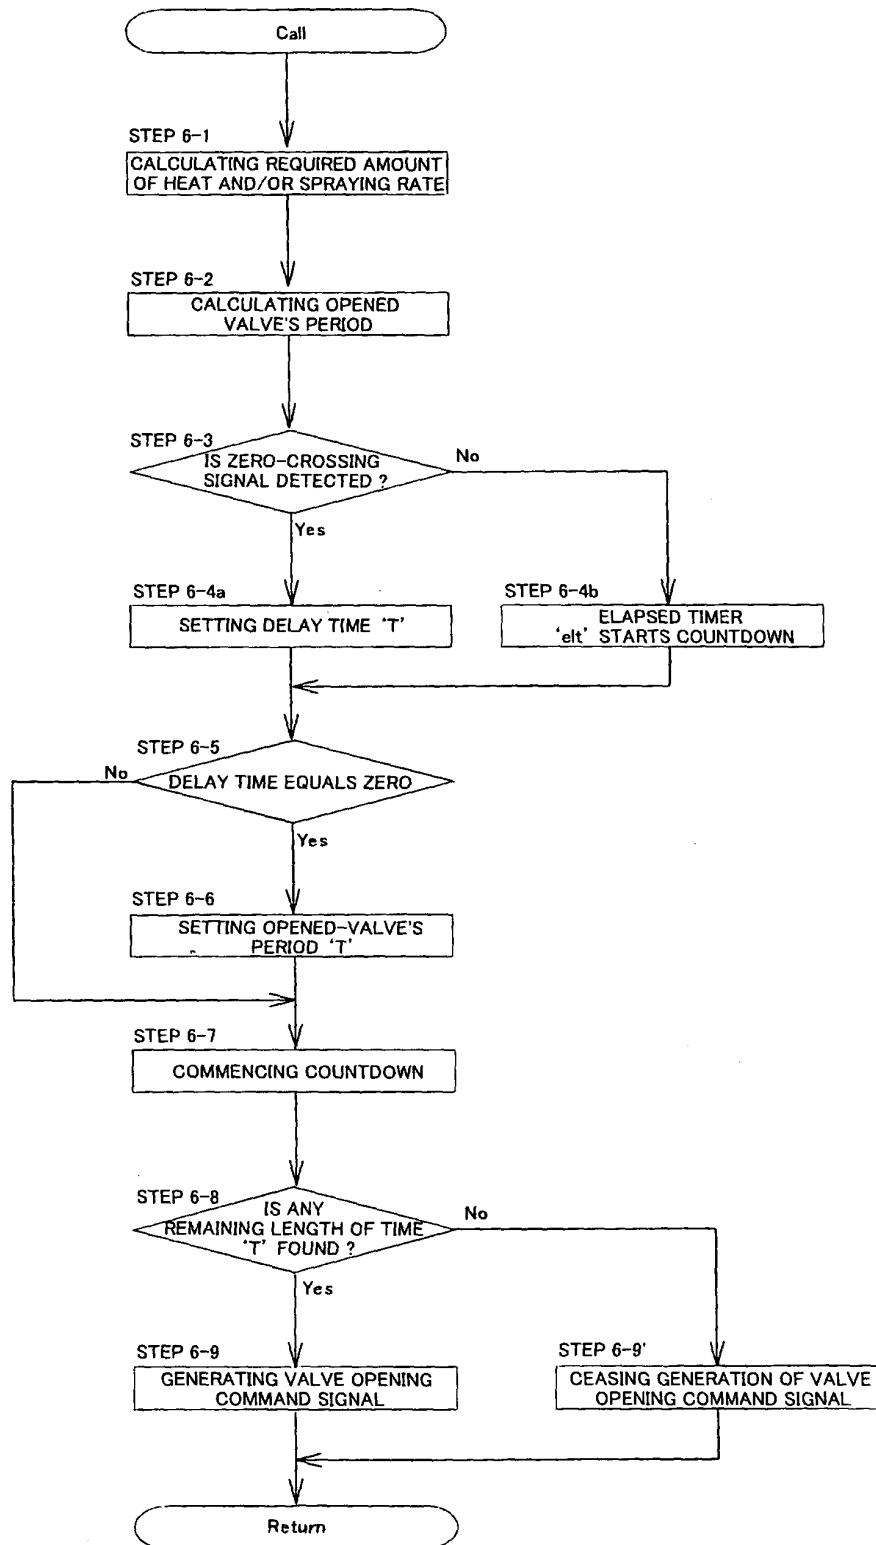 Call
STEP 6-1
CALCULATING REQUIRED AMOUNT
OF HEAT AND/OR SPRAYING RATE
STEP 6-2
CALCULATING OPENED
VALVE'S PERIOD
STEP 6-3
IS ZERO-CROSSING
SIGNAL DETECTED ?
No
Yes
STEP 6-4a
SETTING DELAY TIME 'T'
STEP 6-4b
ELAPSED TIMER
'elt' STARTS COUNTDOWN
STEP 6-5
No
DELAY TIME EQUALS ZERO
Yes
STEP 6-6
SETTING OPENED-VALVE'S
PERIOD 'T'
STEP 6-7
COMMENCING COUNTDOWN
STEP 6-8
IS ANY
REMAINING LENGTH OF TIME
'T' FOUND ?
No
Yes
STEP 6-9
GENERATING VALVE OPENING
COMMAND SIGNAL
STEP 6-9'
CEASING GENERATION OF VALVE
OPENING COMMAND SIGNAL
Return